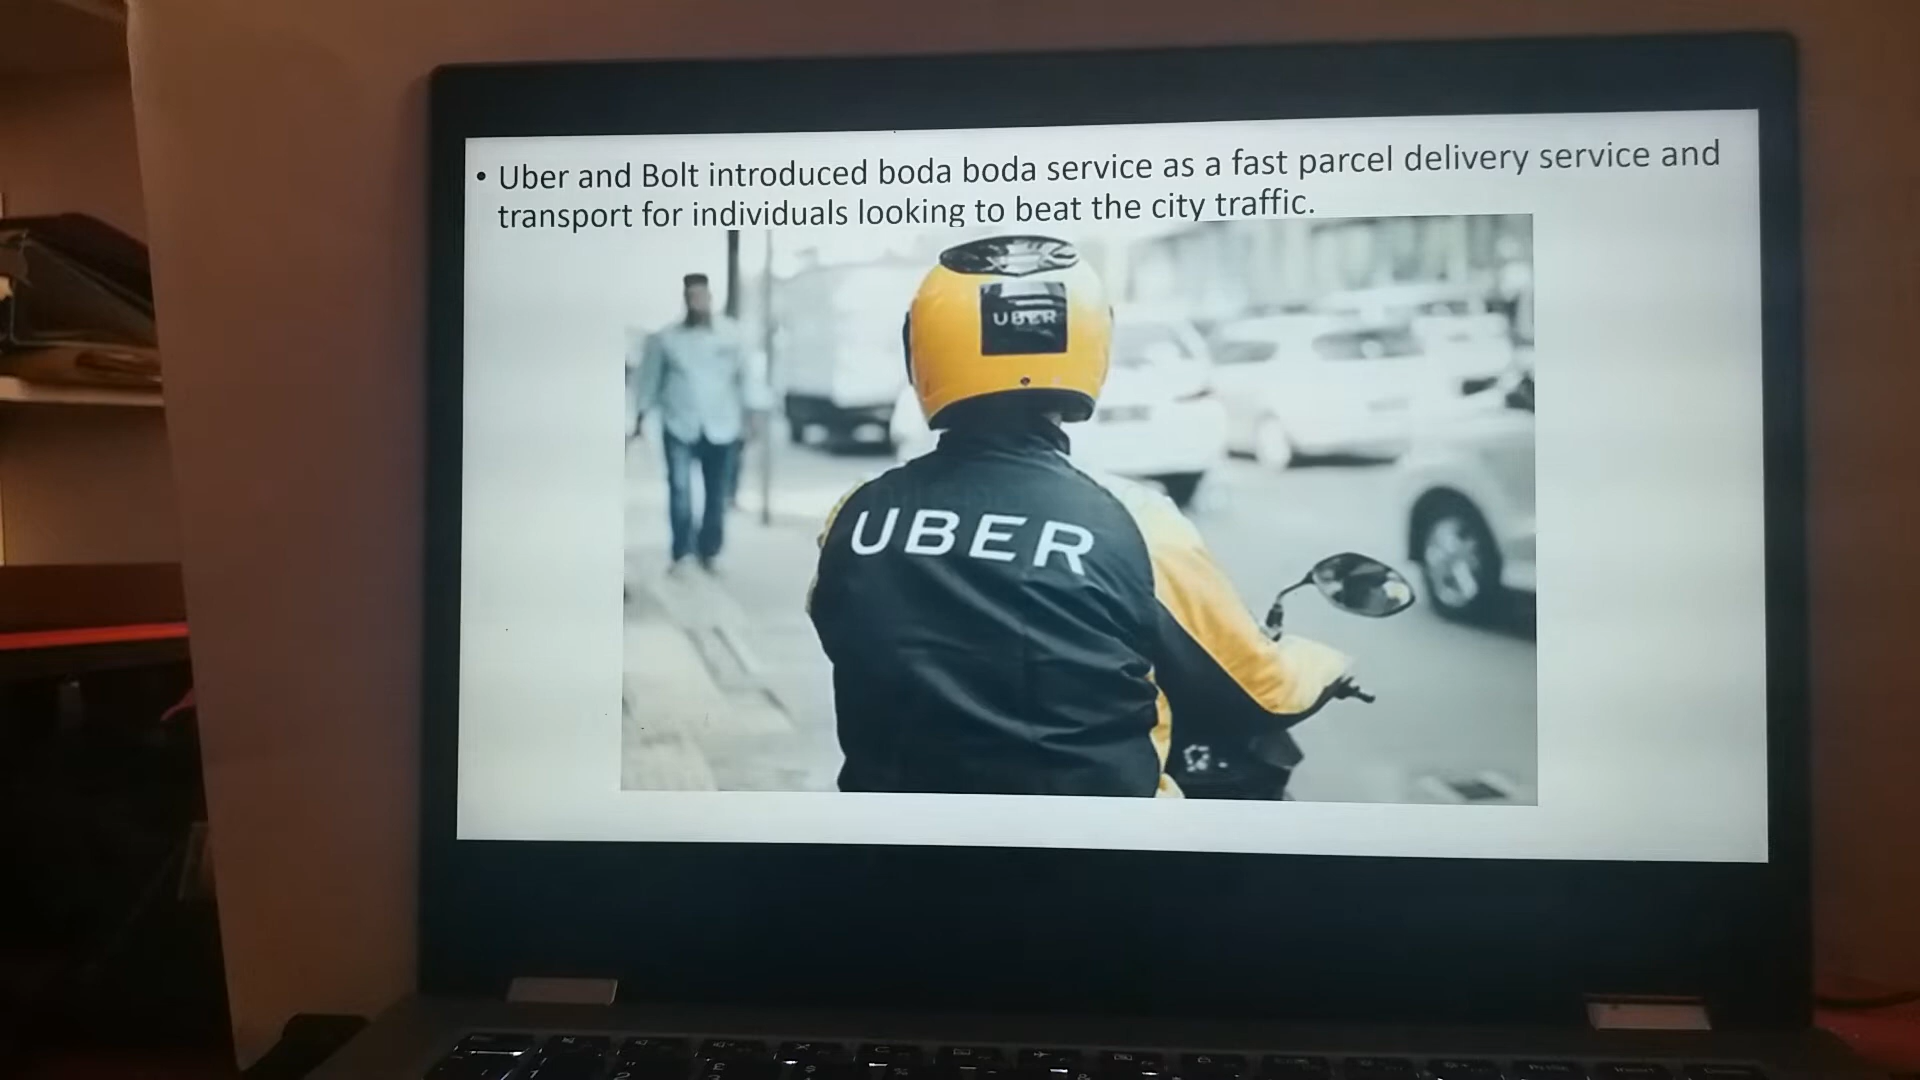 • Uber and Bolt introduced boda boda service as a fast parcel delivery service and
transport for individuals looking to beat the city traffic.
UBER
UBER